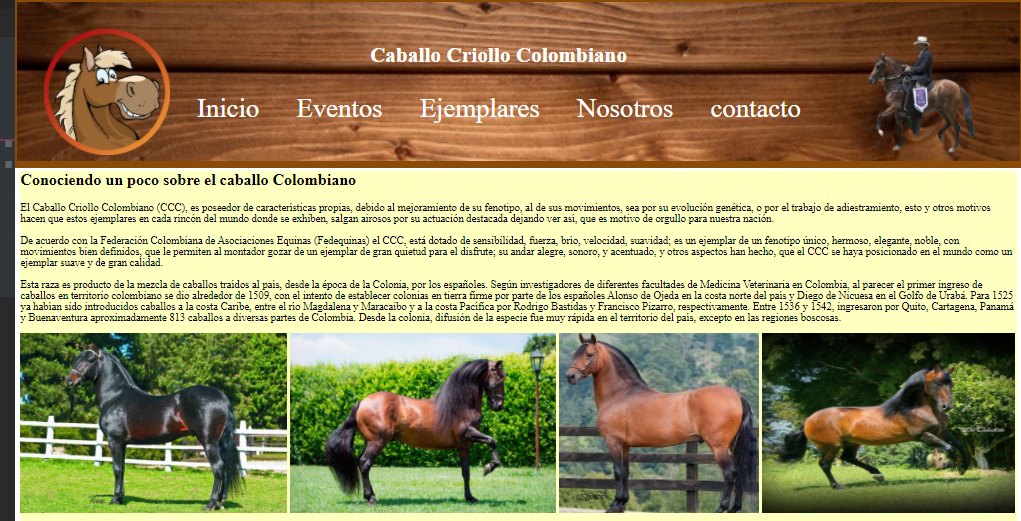 Caballo Criollo Colombiano
Inicio Eventos Ejemplares Nosotros contacto
Conociendo un poco sobre el caballo Colombiano
El Caballo Criollo Colombiano (CCC), es poseedor de características propias, debido al mejoramiento de su fenotipo, al de sus movimientos, sea por su evolución genética, o por el trabajo de adiestramiento, esto y otros motivos
hacen que estos ejemplares en cada rincón del mundo donde se exhiben, salgan airosos por su actuación destacada dejando ver así, que es motivo de orgullo para nuestra nación.
De acuerdo con la Federación Colombiana de Asociaciones Equinas (Fedequinas) el CCC, está dotado de sensibilidad, fuerza, brío, velocidad, suavidad; es un ejemplar de un fenotipo único, hermoso, elegante, noble, con
movimientos bien definidos, que le permiten al montador gozar de un ejemplar de gran quietud para el disfrute; su andar alegre, sonoro, y acentuado, y otros aspectos han hecho, que el CCC se haya posicionado en el mundo como un
ejemplar suave y de gran calidad.
Esta raza es producto de la mezcla de caballos traídos al país, desde la época de la Colonia, por los españoles. Según investigadores de diferentes facultades de Medicina Veterinaria en Colombia, al parecer el primer ingreso de
caballos en territorio colombiano se dio alrededor de 1509, con el intento de establecer colonias en tierra firme por parte de los españoles Alonso de Ojeda en la costa norte del país y Diego de Nicuesa en el Golfo de Urabá. Para 1525
ya habían sido introducidos caballos a la costa Caribe, entre el río Magdalena y Maracaibo y a la costa Pacífica por Rodrigo Bastidas y Francisco Pizarro, respectivamente. Entre 1536 y 1542, ingresaron por Quito, Cartagena, Panamá
y Buenaventura aproximadamente 813 caballos a diversas partes de Colombia. Desde la colonia, difusión de la especie fue muy rápida en el territorio del país, excepto en las regiones boscosas.